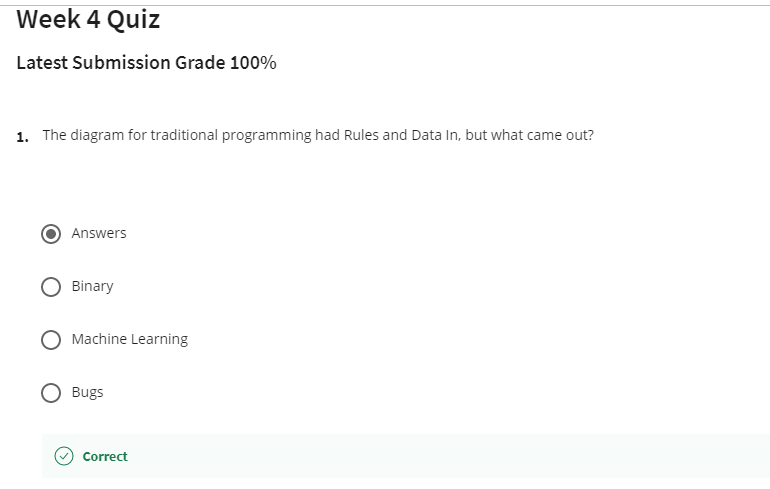 Week 4 Quiz
Latest Submission Grade 100%
1. The diagram for traditional programming had Rules and Data In, but what came out?
Answers
Binary
Machine Learning
Bugs
Correct